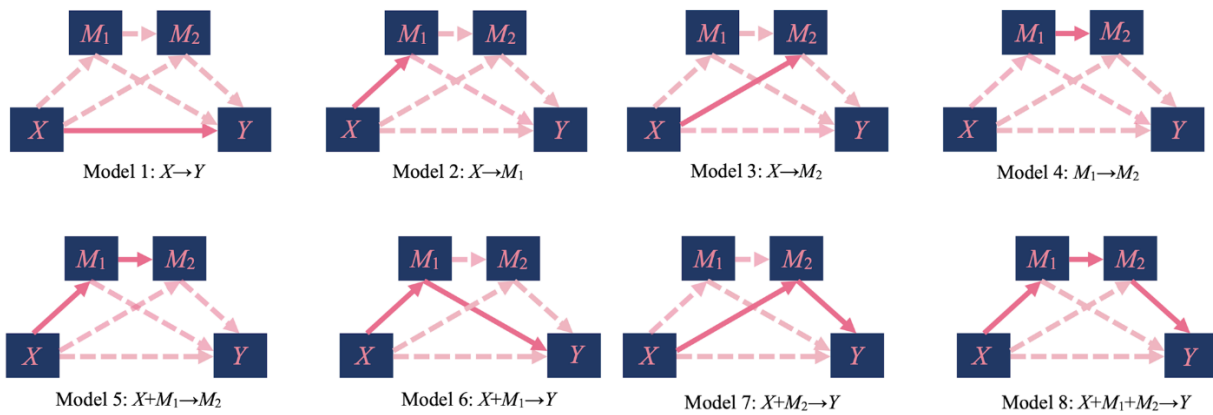 M₁ M₂ M₁ M₂ M₁ M₂ M₁ M₂
X Y X Y X Y X Y
Model 1: X→Y Model 2: X→M₁ Model 3: X→M₂ Model 4: M₁→M₂
M₁ M₂ M₁ M₂ M₁ M₂ M₁ M₂
X Y X Y X Y X Y
Model 5: X+M₁→M₂ Model 6: X+M₁→Y Model 7: X+M₂→Y Model 8: X+M₁+M₂→Y